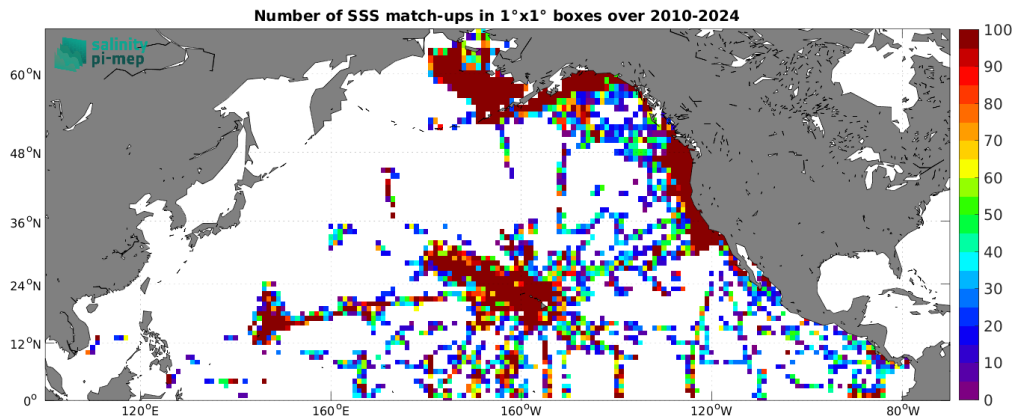 Number of SSS match-ups in 1°x1° boxes over 2010-2024
salinity
pi-mep
60°N
48°N
36°N
24°N
12°N
0°
120°E
160°E
160°W
120°W
80°W
100
90
80
70
60
50
40
30
20
10
0